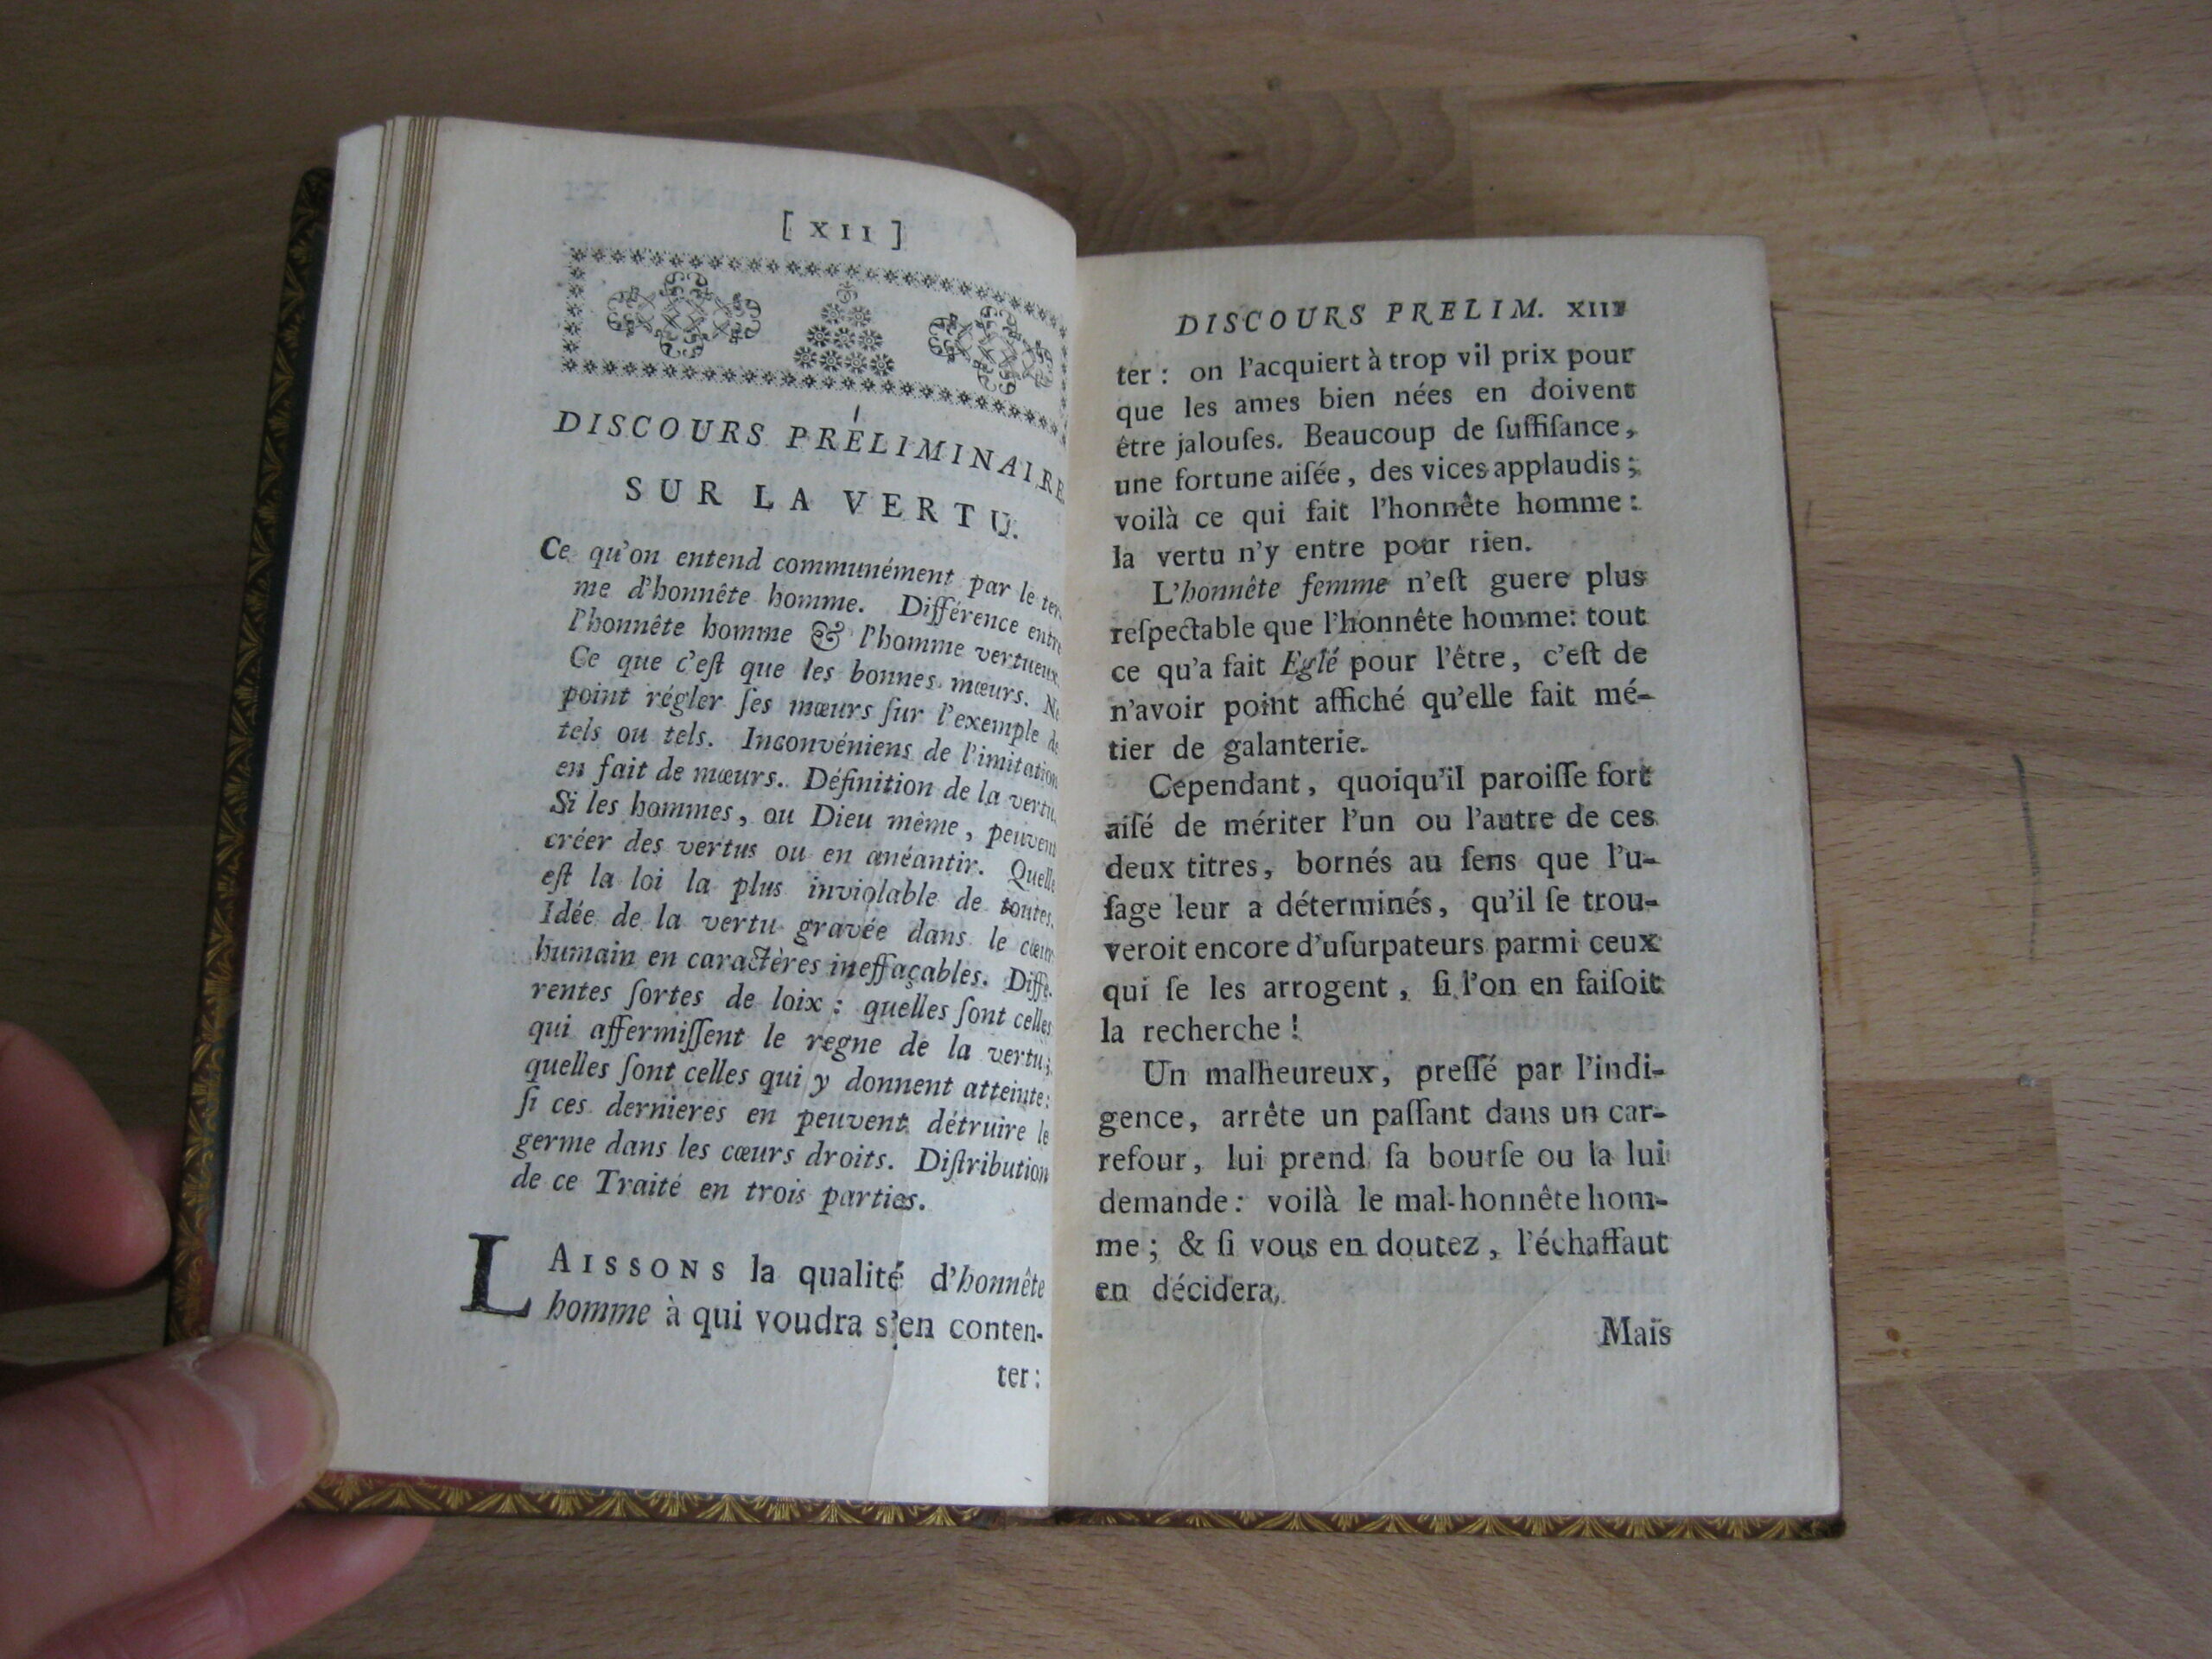 [ XII ]
DISCOURS PRÉLIMINAIRE
SUR LA VERTU.
Ce qu'on entend communément par le ter-
me d'honnête homme. Différence entre
l'honnête homme & l'homme vertueux.
Ce que c'eſt que les bonnes mœurs. Ne
point régler ſes mœurs ſur l'exemple de
tels ou tels. Inconvéniens de l'imitation
en fait de mœurs. Définition de la vertu.
Si les hommes, ou Dieu même, peuvent
créer des vertus ou en anéantir. Quelle
eſt la loi la plus inviolable de toutes.
Idée de la vertu gravée dans le cœur
humain en caractères ineffaçables. Diffé-
rentes ſortes de loix : quelles ſont celles
qui affermiſſent le regne de la vertu;
quelles ſont celles qui y donnent atteinte:
ſi ces dernieres en peuvent détruire le
germe dans les cœurs droits. Diſtribution
de ce Traité en trois parties.
LAISSONS la qualité d'honnête
homme à qui voudra s'en conten-
ter:
DISCOURS PRELIM. XIII
ter : on l'acquiert à trop vil prix pour
que les ames bien nées en doivent
être jalouſes. Beaucoup de ſuffiſance,
une fortune aiſée, des vices applaudis;
voilà ce qui fait l'honnête homme:
la vertu n'y entre pour rien.
L'honnête femme n'eſt guere plus
reſpectable que l'honnête homme: tout
ce qu'a fait Eglé pour l'être, c'eſt de
n'avoir point affiché qu'elle fait mé-
tier de galanterie.
Cependant, quoiqu'il paroiſſe fort
aiſé de mériter l'un ou l'autre de ces
deux titres, bornés au ſens que l'u-
ſage leur a déterminés, qu'il ſe trou-
veroit encore d'uſurpateurs parmi ceux
qui ſe les arrogent, ſi l'on en faiſoit
la recherche!
Un malheureux, preſſé par l'indi-
gence, arrête un paſſant dans un car-
refour, lui prend ſa bourſe ou la lui
demande: voilà le mal-honnête hom-
me; & ſi vous en doutez, l'échaffaut
en décidera.
Mais